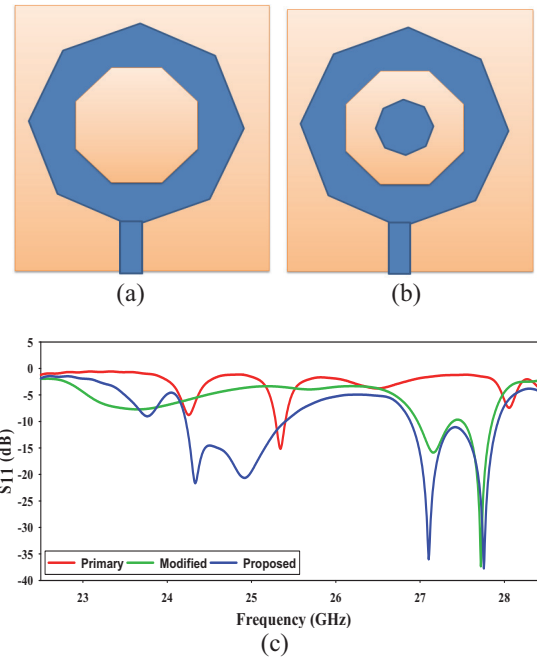 (a)
(b)
5
0
-5
-10
-15
-20
-25
-30
-35
-40
S11 (dB)
Primary Modified Proposed
23 24 25 26 27 28
Frequency (GHz)
(c)